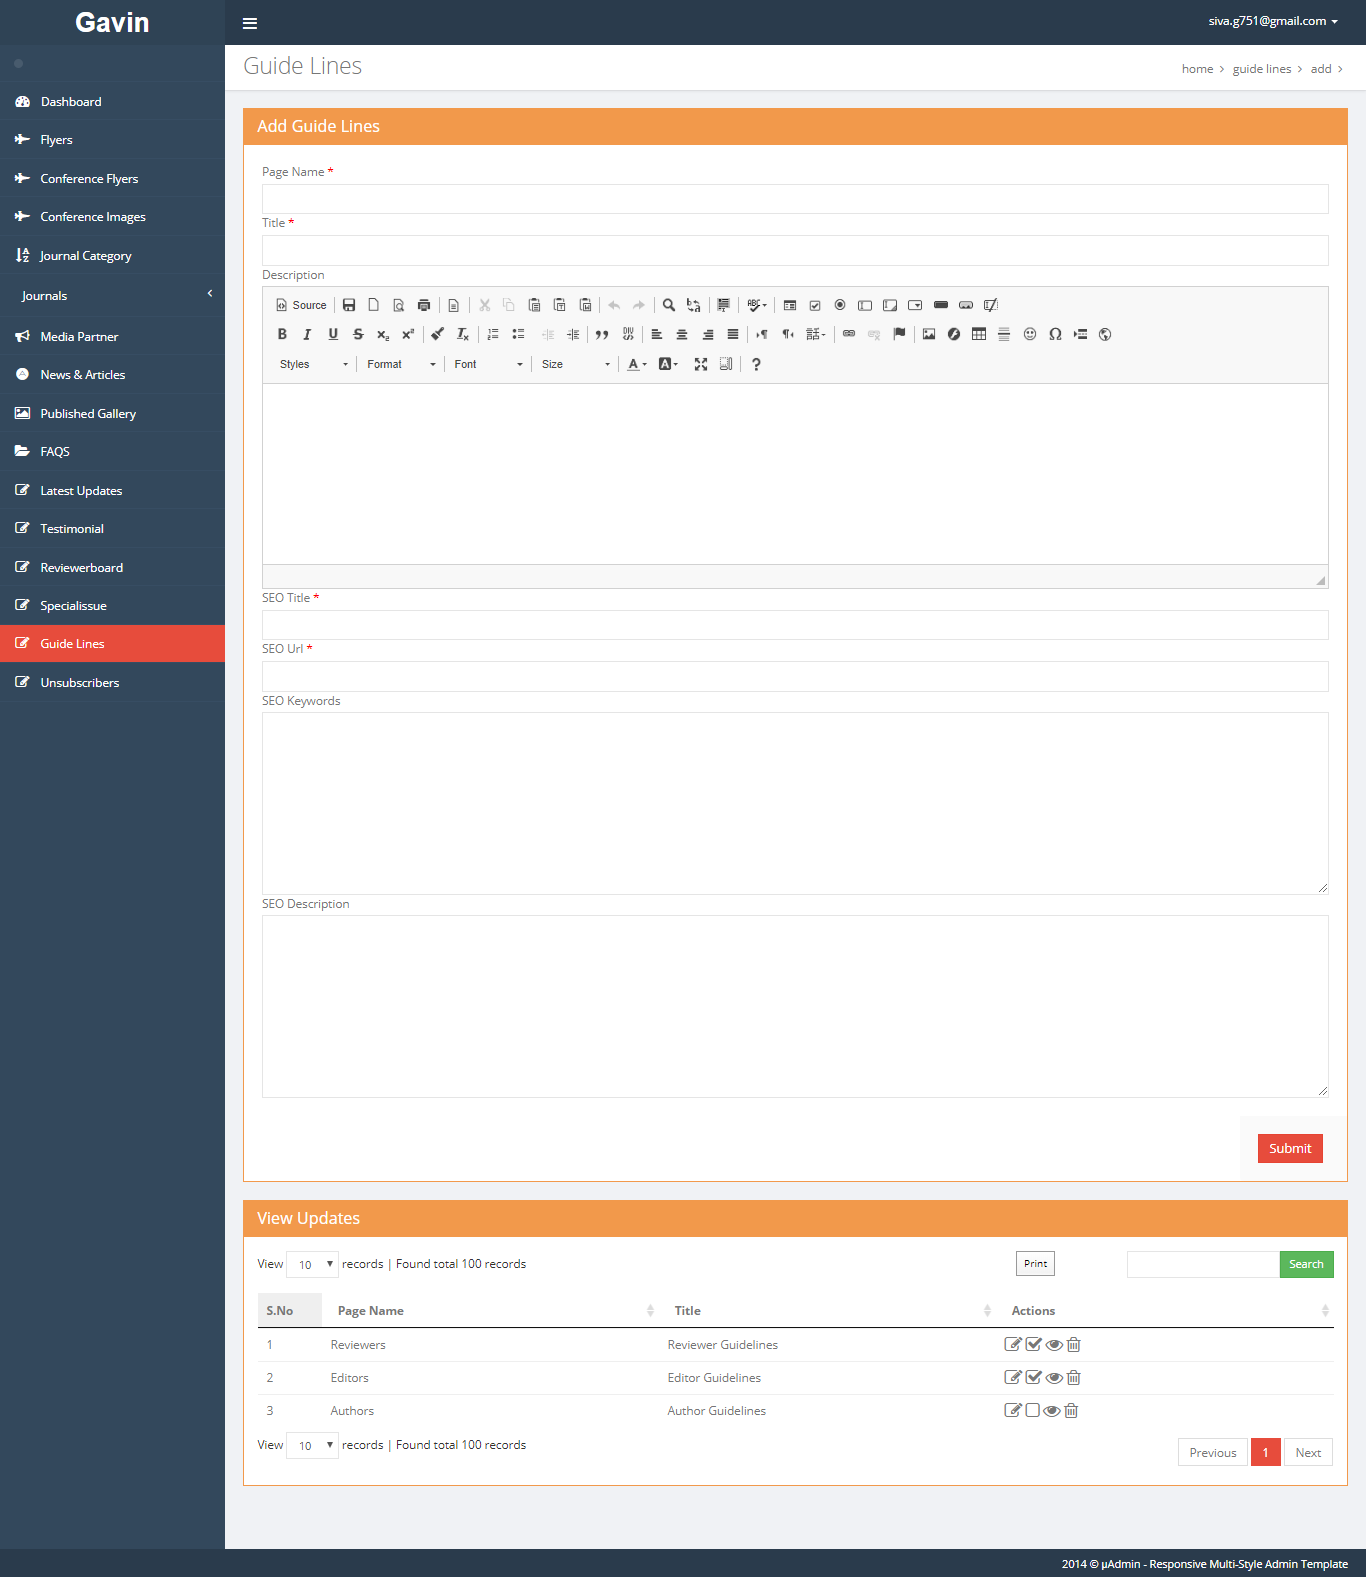 Gavin
siva.g751@gmail.com
Guide Lines
home > guide lines > add >
Dashboard
Flyers
Conference Flyers
Conference Images
Journal Category
Journals
Media Partner
News & Articles
Published Gallery
FAQS
Latest Updates
Testimonial
Reviewerboard
Specialissue
Guide Lines
Unsubscribers
Add Guide Lines
Page Name *
Title *
Description
Source
Styles Format Font Size
SEO Title *
SEO Url *
SEO Keywords
SEO Description
Submit
View Updates
View 10 records | Found total 100 records Print Search
S.No Page Name Title Actions
1 Reviewers Reviewer Guidelines
2 Editors Editor Guidelines
3 Authors Author Guidelines
View 10 records | Found total 100 records
Previous 1 Next
2014 © µAdmin - Responsive Multi-Style Admin Template